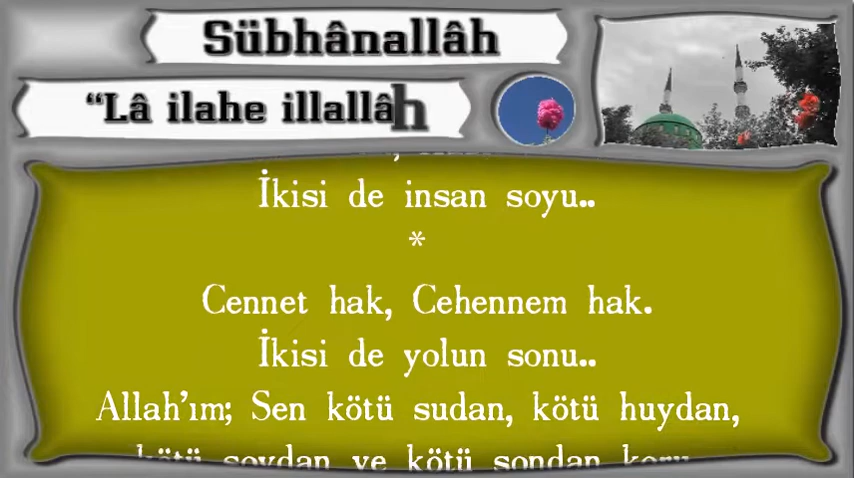 Sübhânallâh
“Lâ ilahe illallâh
İkisi de insan soyu..
*
Cennet hak, Cehennem hak.
İkisi de yolun sonu..
Allah’ım; Sen kötü sudan, kötü huydan,
kötü soydan ve kötü sondan koru